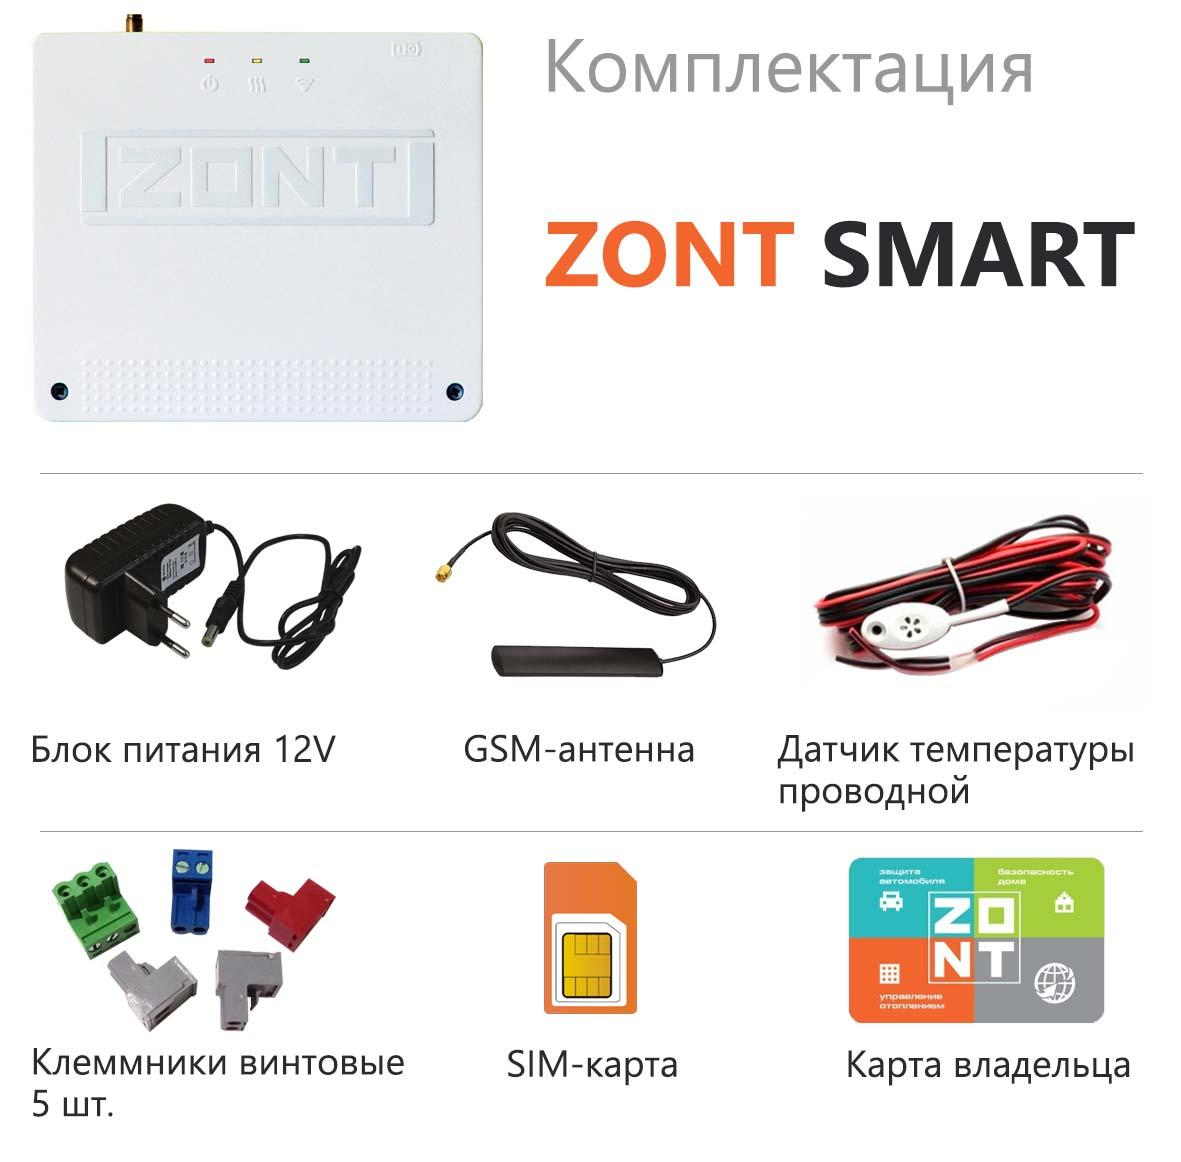 Комплектация
ZONT
ZONT SMART
Блок питания 12V
GSM-антенна
Датчик температуры
проводной
защита
автомобиля
безопасность
дома
ZO
NT
управление
отоплением
Клеммники винтовые
5 шт.
SIM-карта
Карта владельца